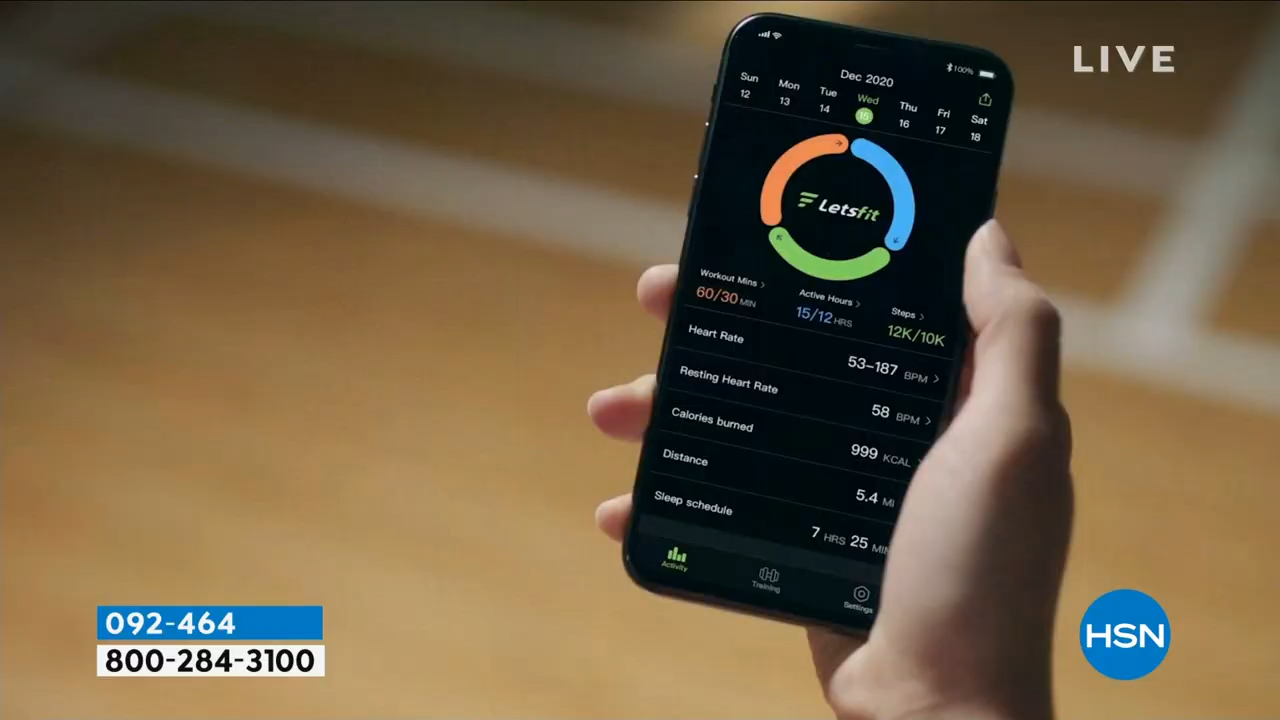 LIVE
100%
Dec 2020
Sun Mon Tue Wed Thu Fri Sat
12 13 14 15 16 17 18
Letsfit
Workout Mins Active Hours Steps
60/30 MIN 15/12 HRS 12K/10K
Heart Rate 53–187 BPM
Resting Heart Rate 58 BPM
Calories burned 999 KCAL
Distance 5.4 MI
Sleep schedule 7 HRS 25 MIN
Activity Training Settings
092-464
800-284-3100
HSN